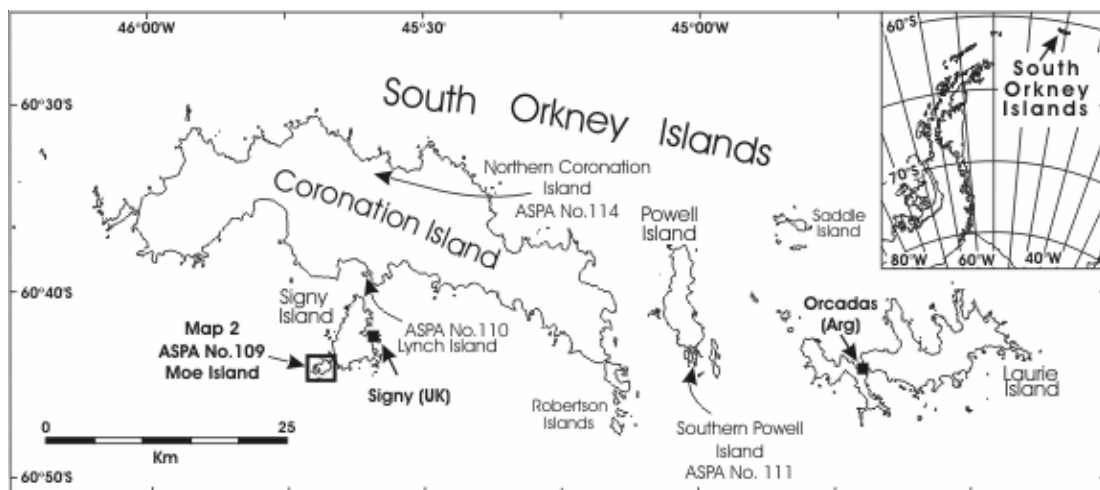 46°00'W
45°30'
45°00'
60°S
South
Orkney
Islands
70°S
80°W
60°W
40°W
60°30'S
South Orkney Islands
Northern Coronation
Island
ASPA No.114
Coronation Island
Powell
Island
Saddle
Island
60°40'S
Signy
Island
ASPA No.110
Lynch Island
Orcadas
(Arg)
Map 2
ASPA No.109
Moe Island
Signy (UK)
Laurie
Island
Robertson
Islands
Southern Powell
Island
ASPA No. 111
0 25
Km
60°50'S